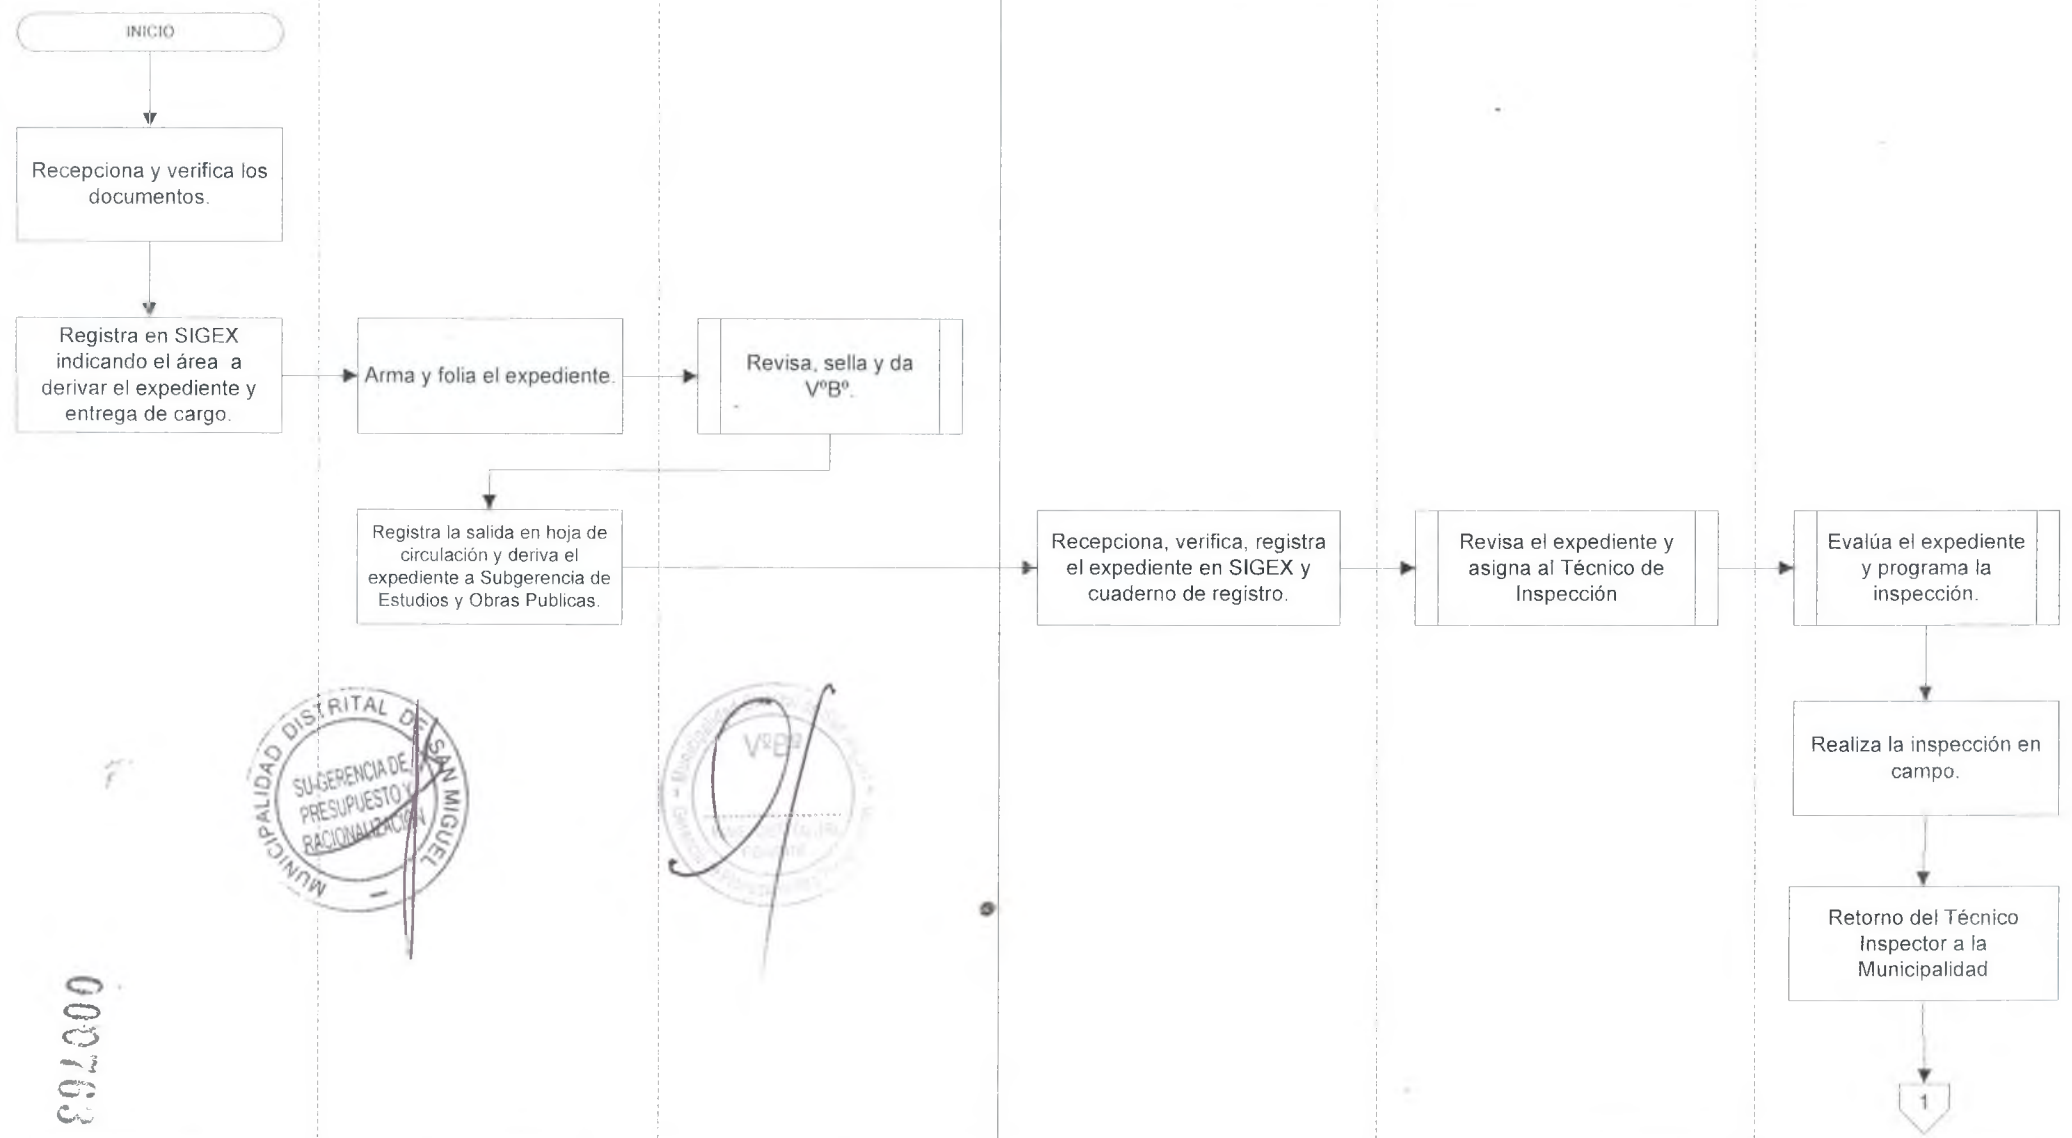 INICIO
Recepciona y verifica los
documentos.
Registra en SIGEX
indicando el área a
derivar el expediente y
entrega de cargo.
Arma y folia el expediente.
Revisa, sella y da
VºBº.
Registra la salida en hoja de
circulación y deriva el
expediente a Subgerencia de
Estudios y Obras Publicas.
Recepciona, verifica, registra
el expediente en SIGEX y
cuaderno de registro.
Revisa el expediente y
asigna al Técnico de
Inspección
Evalúa el expediente
y programa la
inspección.
Realiza la inspección en
campo.
Retorno del Técnico
Inspector a la
Municipalidad
1
MUNICIPALIDAD DISTRITAL DE SAN MIGUEL
SU-GERENCIA DE
PRESUPUESTO Y
RACIONALIZACIÓN
Municipalidad
VºBº
000763